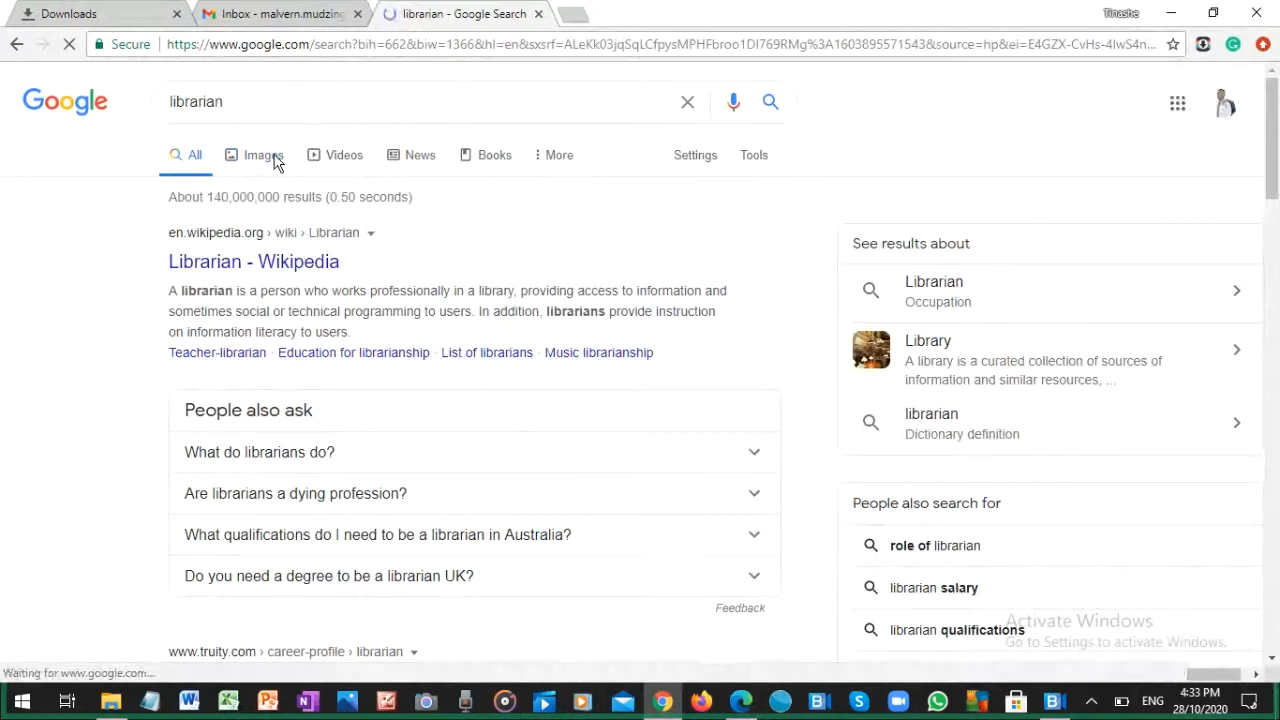 Downloads
Inbox - malvern.mudzing
librarian - Google Search
Tinashe
Secure
https://www.google.com/search?bih=662&biw=1366&hl=en&sxsrf=ALeKk03jqSqLCfpysMPHFbroo1DI769RMg%3A1603895571543&source=hp&ei=E4GZX-CvHs-4lwS4n...
Google
librarian
All
Images
Videos
News
Books
More
Settings
Tools
About 140,000,000 results (0.50 seconds)
en.wikipedia.org › wiki › Librarian
Librarian - Wikipedia
A librarian is a person who works professionally in a library, providing access to information and
sometimes social or technical programming to users. In addition, librarians provide instruction
on information literacy to users.
Teacher-librarian · Education for librarianship · List of librarians · Music librarianship
People also ask
What do librarians do?
Are librarians a dying profession?
What qualifications do I need to be a librarian in Australia?
Do you need a degree to be a librarian UK?
Feedback
www.truity.com › career-profile › librarian
See results about
Librarian
Occupation
Library
A library is a curated collection of sources of
information and similar resources, ...
librarian
Dictionary definition
People also search for
role of librarian
librarian salary
librarian qualifications
Activate Windows
Go to Settings to activate Windows.
Waiting for www.google.com...
ENG
4:33 PM
28/10/2020